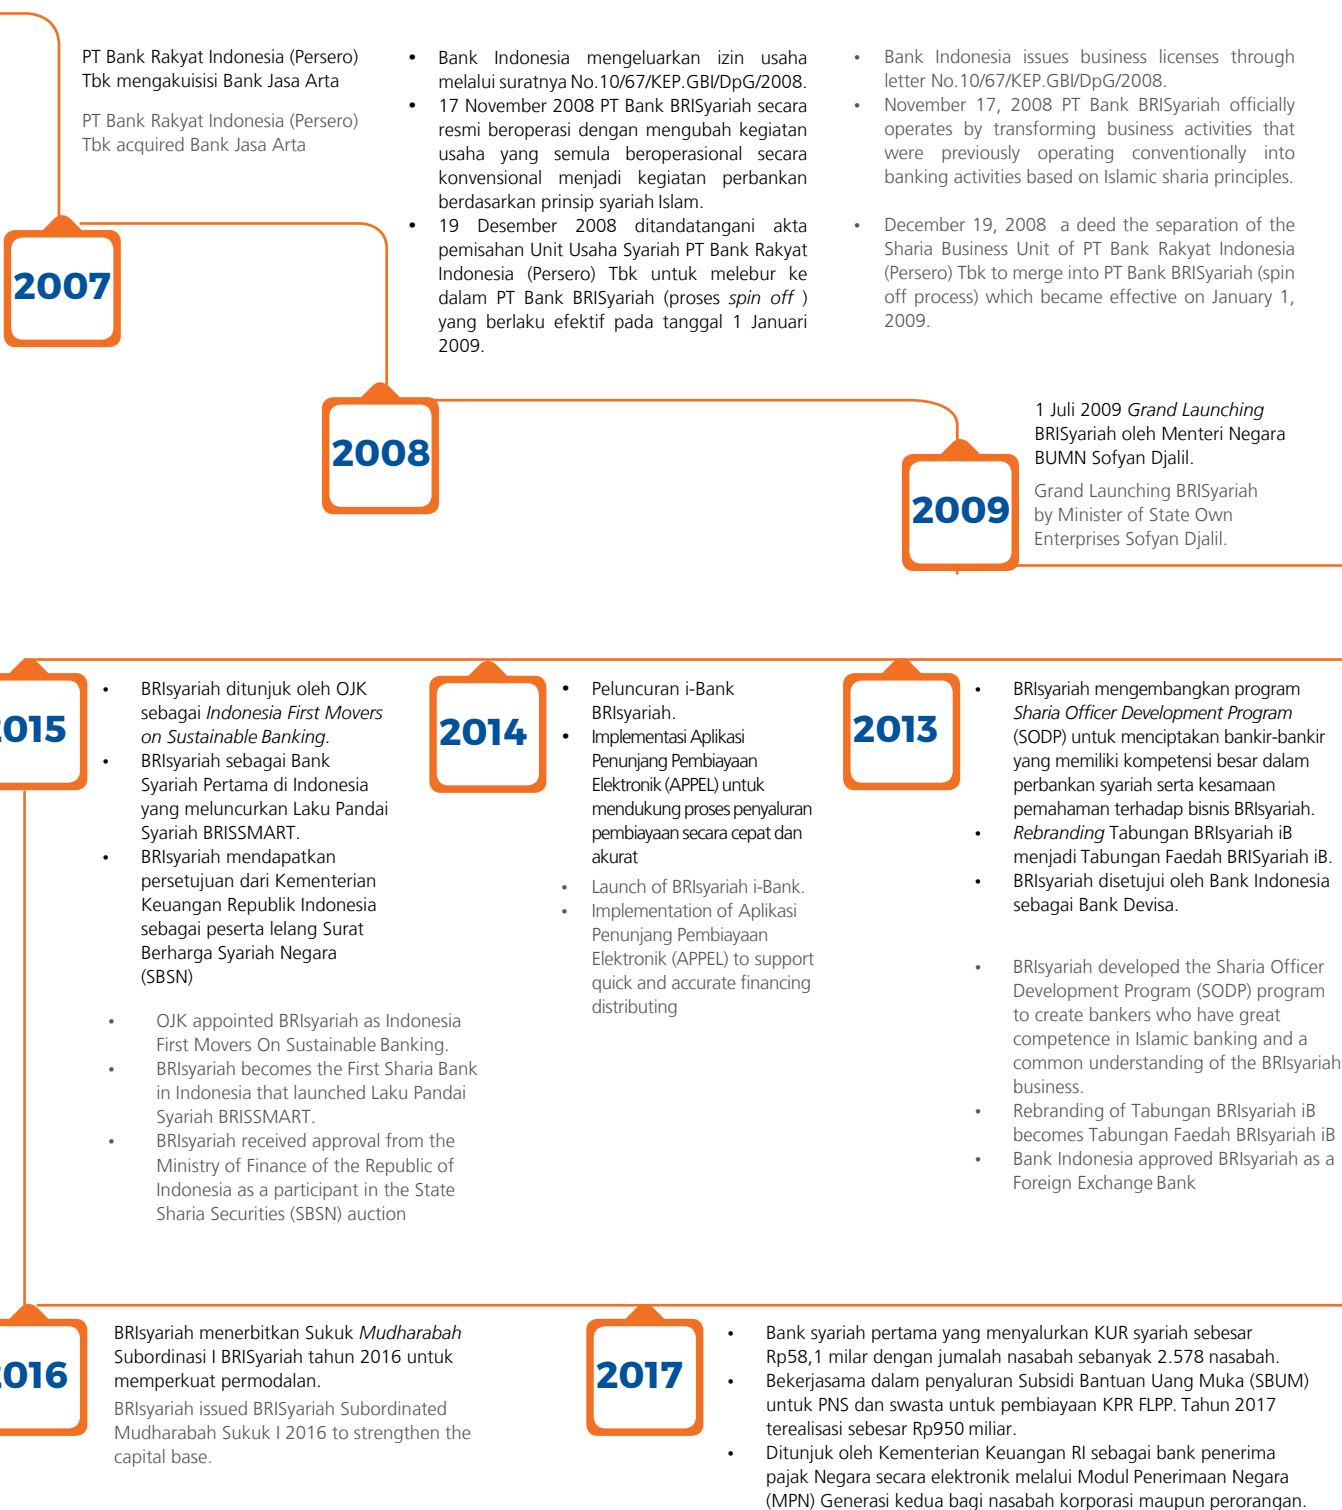 PT Bank Rakyat Indonesia (Persero)
Tbk mengakuisisi Bank Jasa Arta
PT Bank Rakyat Indonesia (Persero)
Tbk acquired Bank Jasa Arta
2007
• Bank Indonesia mengeluarkan izin usaha
melalui suratnya No.10/67/KEP.GBI/DpG/2008.
• 17 November 2008 PT Bank BRISyariah secara
resmi beroperasi dengan mengubah kegiatan
usaha yang semula beroperasional secara
konvensional menjadi kegiatan perbankan
berdasarkan prinsip syariah Islam.
• 19 Desember 2008 ditandatangani akta
pemisahan Unit Usaha Syariah PT Bank Rakyat
Indonesia (Persero) Tbk untuk melebur ke
dalam PT Bank BRISyariah (proses spin off )
yang berlaku efektif pada tanggal 1 Januari
2009.
• Bank Indonesia issues business licenses through
letter No.10/67/KEP.GBI/DpG/2008.
• November 17, 2008 PT Bank BRISyariah officially
operates by transforming business activities that
were previously operating conventionally into
banking activities based on Islamic sharia principles.
• December 19, 2008 a deed the separation of the
Sharia Business Unit of PT Bank Rakyat Indonesia
(Persero) Tbk to merge into PT Bank BRISyariah (spin
off process) which became effective on January 1,
2009.
2008
2009
1 Juli 2009 Grand Launching
BRISyariah oleh Menteri Negara
BUMN Sofyan Djalil.
Grand Launching BRISyariah
by Minister of State Own
Enterprises Sofyan Djalil.
2015
• BRIsyariah ditunjuk oleh OJK
sebagai Indonesia First Movers
on Sustainable Banking.
• BRIsyariah sebagai Bank
Syariah Pertama di Indonesia
yang meluncurkan Laku Pandai
Syariah BRISSMART.
• BRIsyariah mendapatkan
persetujuan dari Kementerian
Keuangan Republik Indonesia
sebagai peserta lelang Surat
Berharga Syariah Negara
(SBSN)
• OJK appointed BRIsyariah as Indonesia
First Movers On Sustainable Banking.
• BRIsyariah becomes the First Sharia Bank
in Indonesia that launched Laku Pandai
Syariah BRISSMART.
• BRIsyariah received approval from the
Ministry of Finance of the Republic of
Indonesia as a participant in the State
Sharia Securities (SBSN) auction
2014
• Peluncuran i-Bank
BRIsyariah.
• Implementasi Aplikasi
Penunjang Pembiayaan
Elektronik (APPEL) untuk
mendukung proses penyaluran
pembiayaan secara cepat dan
akurat
• Launch of BRIsyariah i-Bank.
• Implementation of Aplikasi
Penunjang Pembiayaan
Elektronik (APPEL) to support
quick and accurate financing
distributing
2013
• BRIsyariah mengembangkan program
Sharia Officer Development Program
(SODP) untuk menciptakan bankir-bankir
yang memiliki kompetensi besar dalam
perbankan syariah serta kesamaan
pemahaman terhadap bisnis BRIsyariah.
• Rebranding Tabungan BRIsyariah iB
menjadi Tabungan Faedah BRISyariah iB.
• BRIsyariah disetujui oleh Bank Indonesia
sebagai Bank Devisa.
• BRIsyariah developed the Sharia Officer
Development Program (SODP) program
to create bankers who have great
competence in Islamic banking and a
common understanding of the BRIsyariah
business.
• Rebranding of Tabungan BRIsyariah iB
becomes Tabungan Faedah BRIsyariah iB
• Bank Indonesia approved BRIsyariah as a
Foreign Exchange Bank
2016
BRIsyariah menerbitkan Sukuk Mudharabah
Subordinasi I BRISyariah tahun 2016 untuk
memperkuat permodalan.
BRIsyariah issued BRISyariah Subordinated
Mudharabah Sukuk I 2016 to strengthen the
capital base.
2017
• Bank syariah pertama yang menyalurkan KUR syariah sebesar
Rp58,1 milar dengan jumalah nasabah sebanyak 2.578 nasabah.
• Bekerjasama dalam penyaluran Subsidi Bantuan Uang Muka (SBUM)
untuk PNS dan swasta untuk pembiayaan KPR FLPP. Tahun 2017
terealisasi sebesar Rp950 miliar.
• Ditunjuk oleh Kementerian Keuangan RI sebagai bank penerima
pajak Negara secara elektronik melalui Modul Penerimaan Negara
(MPN) Generasi kedua bagi nasabah korporasi maupun perorangan.